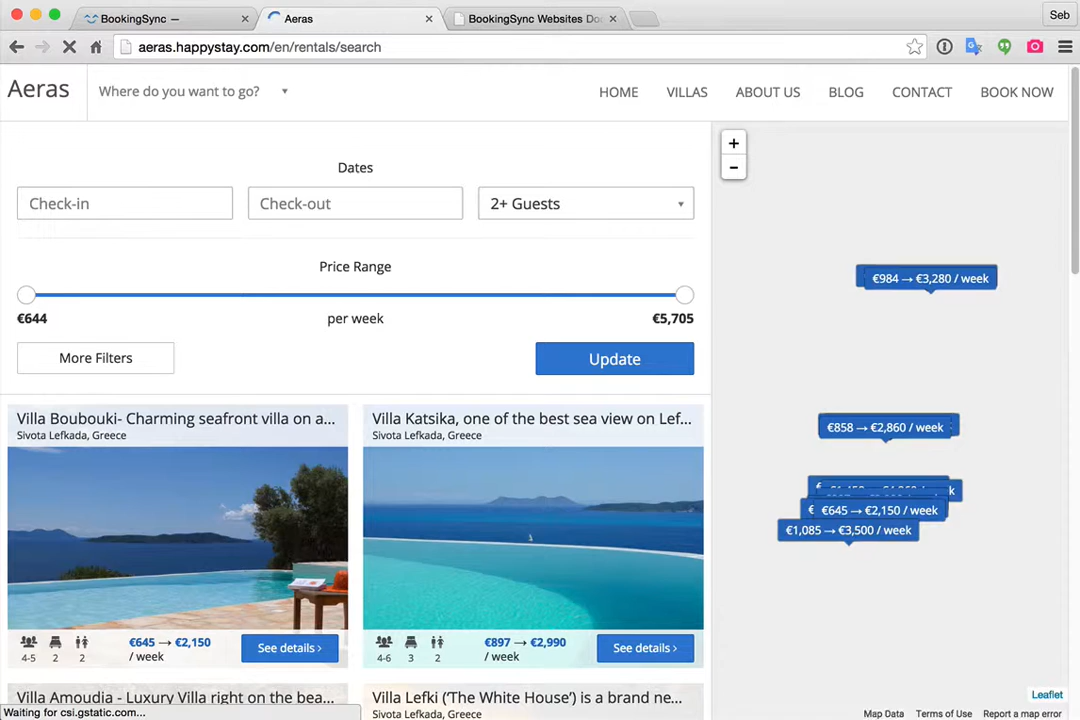 BookingSync —
Aeras
BookingSync Websites Do
Seb
aeras.happystay.com/en/rentals/search
Aeras
Where do you want to go?
HOME
VILLAS
ABOUT US
BLOG
CONTACT
BOOK NOW
Dates
Check-in
Check-out
2+ Guests
Price Range
€644
per week
€5,705
More Filters
Update
Villa Boubouki- Charming seafront villa on a...
Sivota Lefkada, Greece
4-5
2
2
€645 → €2,150
/ week
See details ›
Villa Katsika, one of the best sea view on Lef...
Sivota Lefkada, Greece
4-6
3
2
€897 → €2,990
/ week
See details ›
Villa Amoudia - Luxury Villa right on the bea...
Villa Lefki (‘The White House’) is a brand ne...
Sivota Lefkada, Greece
Waiting for csi.gstatic.com...
+
−
€984 → €3,280 / week
€858 → €2,860 / week
€645 → €2,150 / week
€1,085 → €3,500 / week
Leaflet
Map Data
Terms of Use
Report a map error